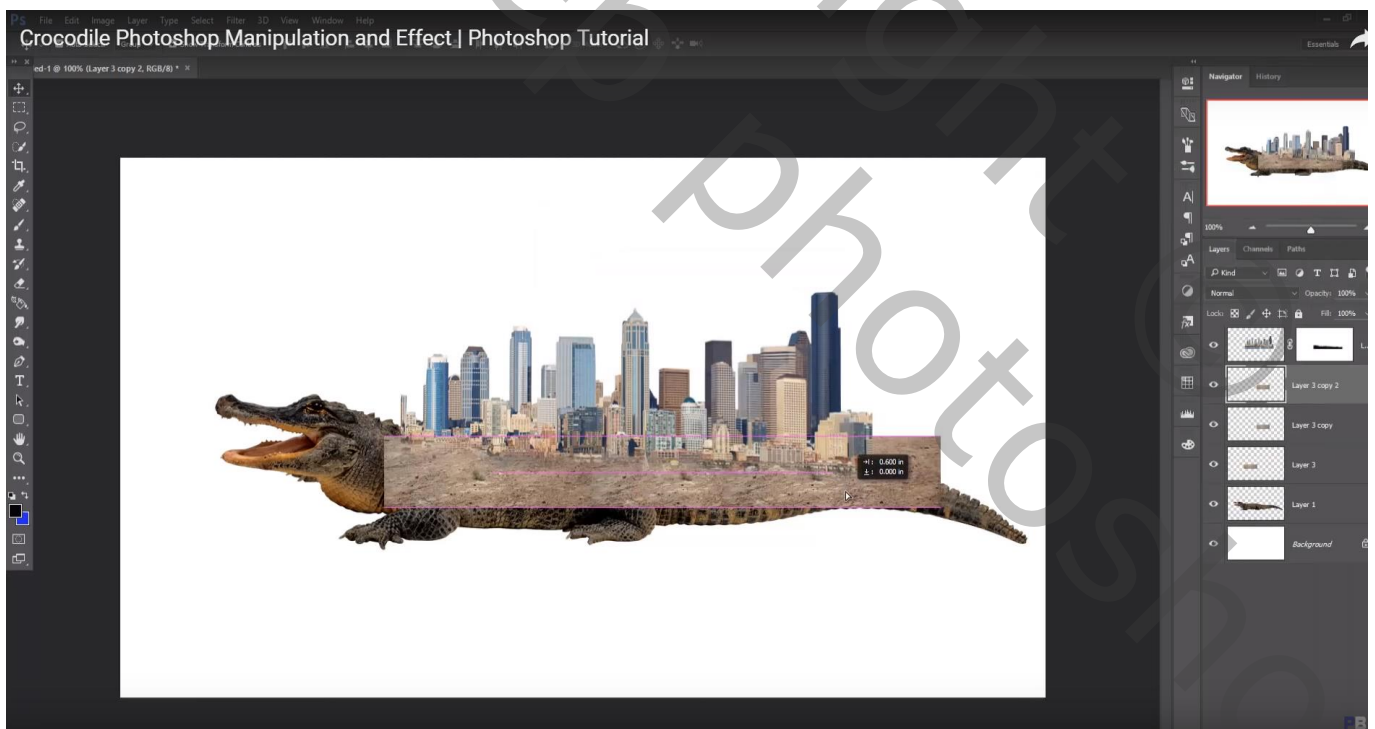 Ps File Edit Image Layer Type Select Filter 3D View Window Help
Crocodile Photoshop Manipulation and Effect | Photoshop Tutorial
Essentials
ed-1 @ 100% (Layer 3 copy 2, RGB/8) * ×
Navigator History
100%
Layers Channels Paths
Kind
Normal Opacity: 100%
Lock: Fill: 100%
L...
Layer 3 copy 2
Layer 3 copy
Layer 3
Layer 1
Background
0.600 in
0.000 in
photosho